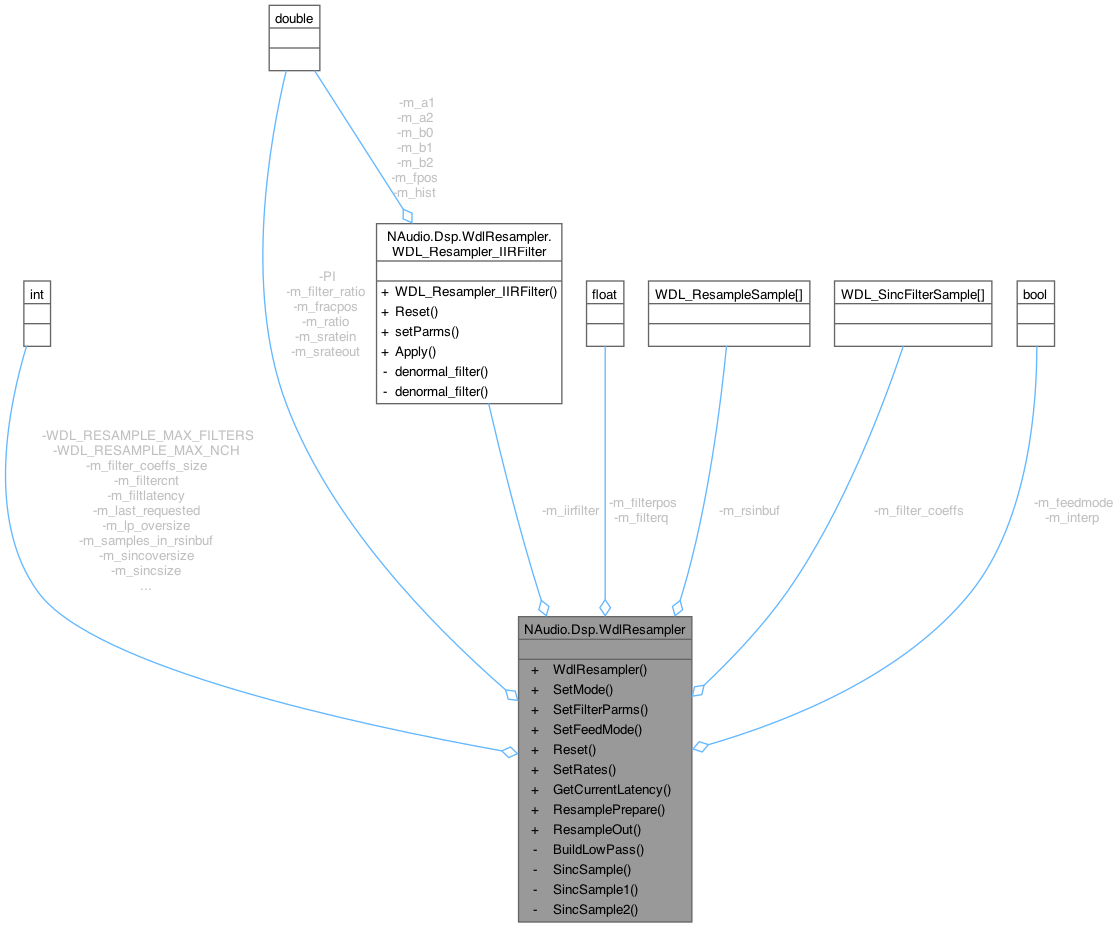 double
-m_a1
-m_a2
-m_b0
-m_b1
-m_b2
-m_fpos
-m_hist
NAudio.Dsp.WdlResampler.
WDL_Resampler_IIRFilter
+ WDL_Resampler_IIRFilter()
+ Reset()
+ setParms()
+ Apply()
- denormal_filter()
- denormal_filter()
-PI
-m_filter_ratio
-m_fracpos
-m_ratio
-m_sratein
-m_srateout
int
float
WDL_ResampleSample[]
WDL_SincFilterSample[]
bool
-WDL_RESAMPLE_MAX_FILTERS
-WDL_RESAMPLE_MAX_NCH
-m_filter_coeffs_size
-m_filtercnt
-m_filtlatency
-m_last_requested
-m_lp_oversize
-m_samples_in_rsinbuf
-m_sincoversize
-m_sincsize
...
-m_iirfilter
-m_filterpos
-m_filterq
-m_rsinbuf
-m_filter_coeffs
-m_feedmode
-m_interp
NAudio.Dsp.WdlResampler
+ WdlResampler()
+ SetMode()
+ SetFilterParms()
+ SetFeedMode()
+ Reset()
+ SetRates()
+ GetCurrentLatency()
+ ResamplePrepare()
+ ResampleOut()
- BuildLowPass()
- SincSample()
- SincSample1()
- SincSample2()